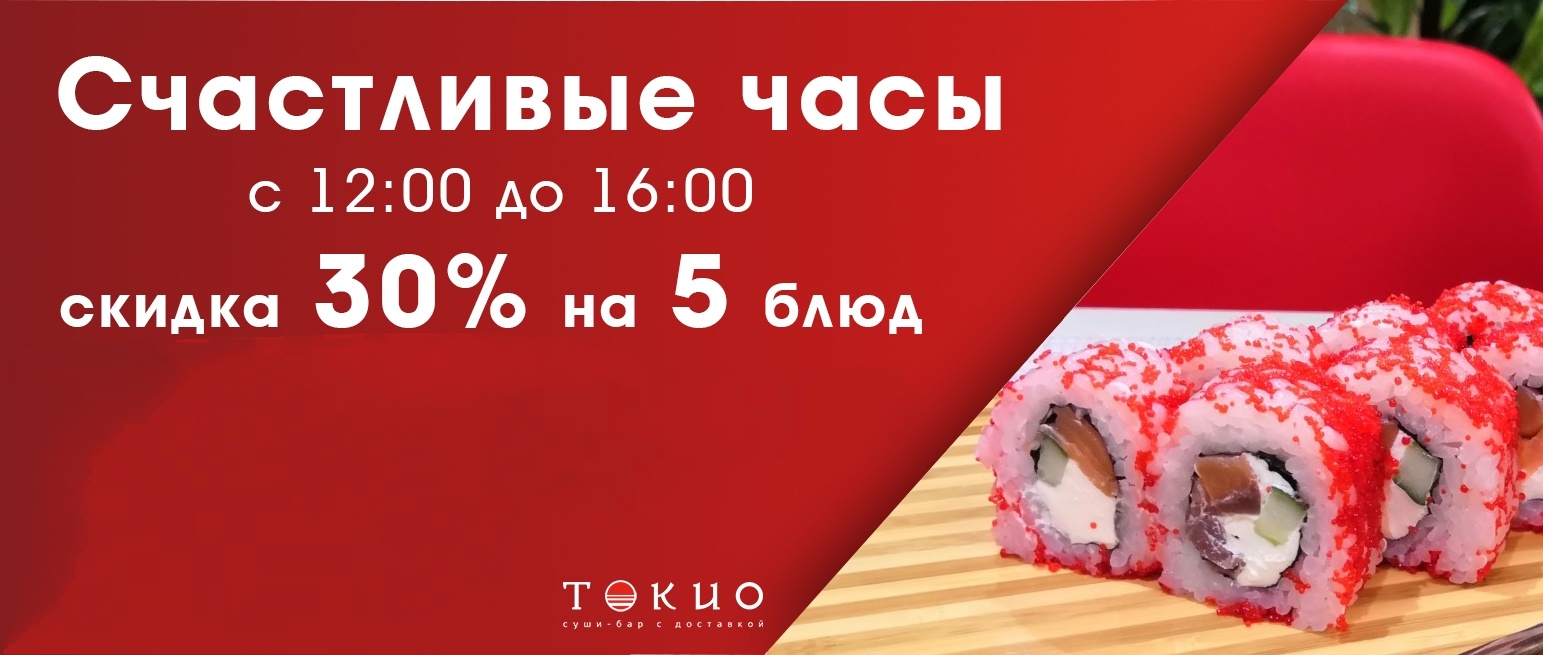 Счастливые часы
с 12:00 до 16:00
скидка 30% на 5 блюд
ТОКИО
суши-бар с доставкой